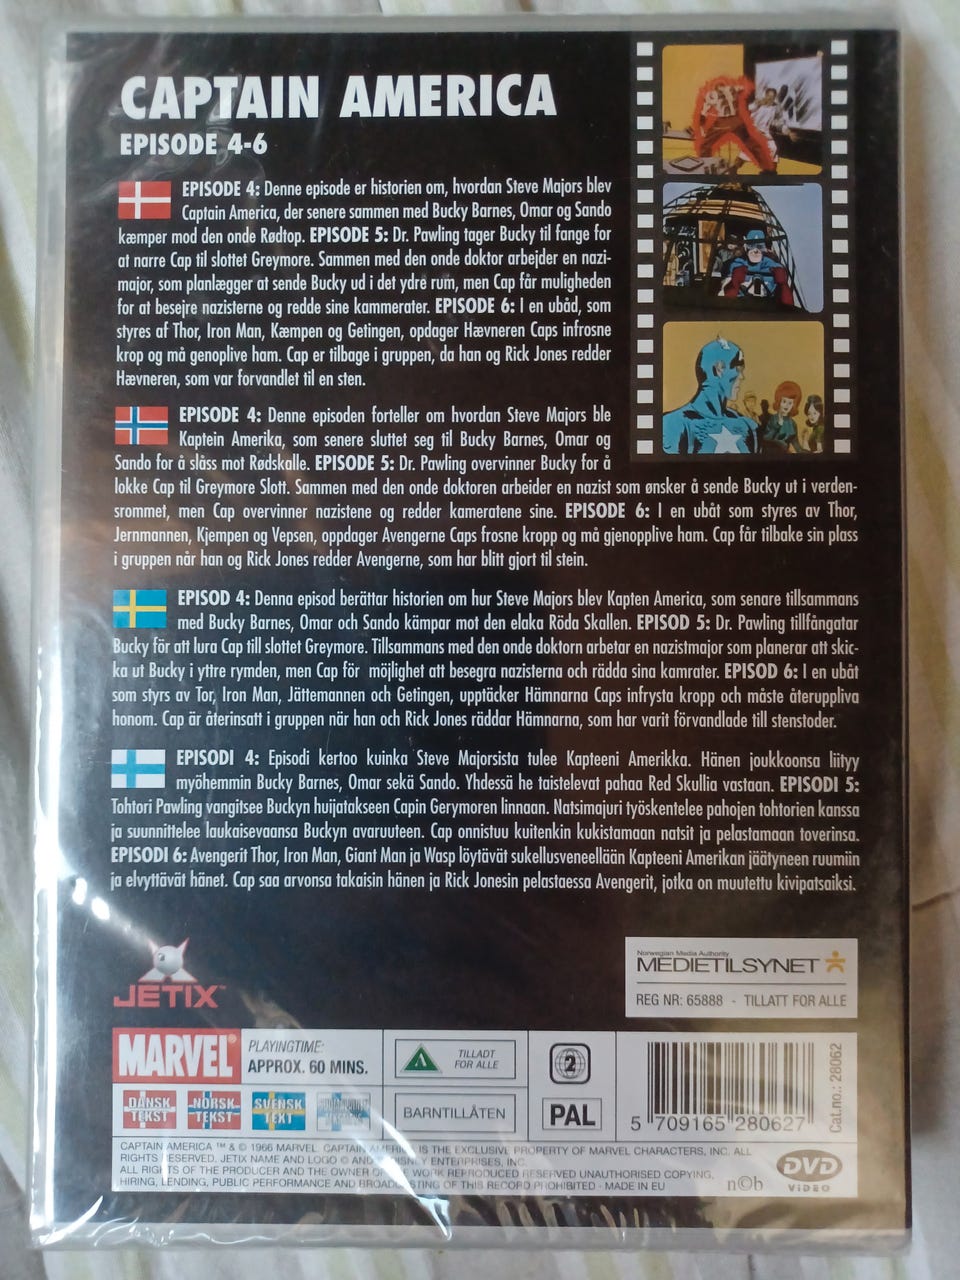 CAPTAIN AMERICA
EPISODE 4-6
EPISODE 4: Denne episode er historien om, hvordan Steve Majors blev
Captain America, der senere sammen med Bucky Barnes, Omar og Sando
kæmper mod den onde Rødtop. EPISODE 5: Dr. Pawling tager Bucky til fange for
at narre Cap til slottet Greymore. Sammen med den onde doktor arbejder en nazi-
major, som planlægger at sende Bucky ud i det ydre rum, men Cap får muligheden
for at besejre nazisterne og redde sine kammerater. EPISODE 6: I en ubåd, som
styres af Thor, Iron Man, Kæmpen og Getingen, opdager Hævneren Caps infrosne
krop og må genoplive ham. Cap er tilbage i gruppen, da han og Rick Jones redder
Hævneren, som var forvandlet til en sten.
EPISODE 4: Denne episoden forteller om hvordan Steve Majors ble
Kaptein Amerika, som senere sluttet seg til Bucky Barnes, Omar og
Sando for å slåss mot Rødskalle. EPISODE 5: Dr. Pawling overvinner Bucky for å
lokke Cap til Greymore Slott. Sammen med den onde doktoren arbeider en nazist som ønsker å sende Bucky ut i verden-
srommet, men Cap overvinner nazistene og redder kameratene sine. EPISODE 6: I en ubåt som styres av Thor,
Jernmannen, Kjempen og Vepsen, oppdager Avengerne Caps frosne kropp og må gjenopplive ham. Cap får tilbake sin plass
i gruppen når han og Rick Jones redder Avengerne, som har blitt gjort til stein.
EPISOD 4: Denna episod berättar historien om hur Steve Majors blev Kapten America, som senare tillsammans
med Bucky Barnes, Omar och Sando kämpar mot den elaka Röda Skallen. EPISOD 5: Dr. Pawling tillfångatar
Bucky för att lura Cap till slottet Greymore. Tillsammans med den onde doktorn arbetar en nazistmajor som planerar att skic-
ka ut Bucky i yttre rymden, men Cap får möjlighet att besegra nazisterna och rädda sina kamrater. EPISOD 6: I en ubåt
som styrs av Tor, Iron Man, Jättemannen och Getingen, upptäcker Hämnarna Caps infrysta kropp och måste återuppliva
honom. Cap är återinsatt i gruppen när han och Rick Jones räddar Hämnarna, som har varit förvandlade till stenstoder.
EPISODI 4: Episodi kertoo kuinka Steve Majorsista tulee Kapteeni Amerikka. Hänen joukkoonsa liityy
myöhemmin Bucky Barnes, Omar sekä Sando. Yhdessä he taistelevat pahaa Red Skullia vastaan. EPISODI 5:
Tohtori Pawling vangitsee Buckyn huijatakseen Capin Gerymoren linnaan. Natsimajuri työskentelee pahojen tohtorien kanssa
ja suunnittelee laukaisevaansa Buckyn avaruuteen. Cap onnistuu kuitenkin kukistamaan natsit ja pelastamaan toverinsa.
EPISODI 6: Avengerit Thor, Iron Man, Giant Man ja Wasp löytävät sukellusveneellään Kapteeni Amerikan jäätyneen ruumiin
ja elvyttävät hänet. Cap saa arvonsa takaisin hänen ja Rick Jonesin pelastaessa Avengerit, jotka on muutettu kivipatsaiksi.
JETIX™
Norwegian Media Authority
MEDIETILSYNET
REG NR: 65888 - TILLATT FOR ALLE
MARVEL®
PLAYINGTIME:
APPROX. 60 MINS.
A
TILLADT
FOR ALLE
BARNTILLÅTEN
2
PAL
DANSK
TEKST
NORSK
TEKST
SVENSK
TEXT
5 709165 280627
Cat.no.: 28062
CAPTAIN AMERICA ™ & © 1966 MARVEL. CAPTAIN AMERICA IS THE EXCLUSIVE PROPERTY OF MARVEL CHARACTERS, INC. ALL
RIGHTS RESERVED. JETIX NAME AND LOGO © AND ™ DISNEY ENTERPRISES, INC.
ALL RIGHTS OF THE PRODUCER AND THE OWNER OF WORK REPRODUCED RESERVED UNAUTHORISED COPYING,
HIRING, LENDING, PUBLIC PERFORMANCE AND BROADCASTING OF THIS RECORD PROHIBITED - MADE IN EU
n©b
DVD
VIDEO